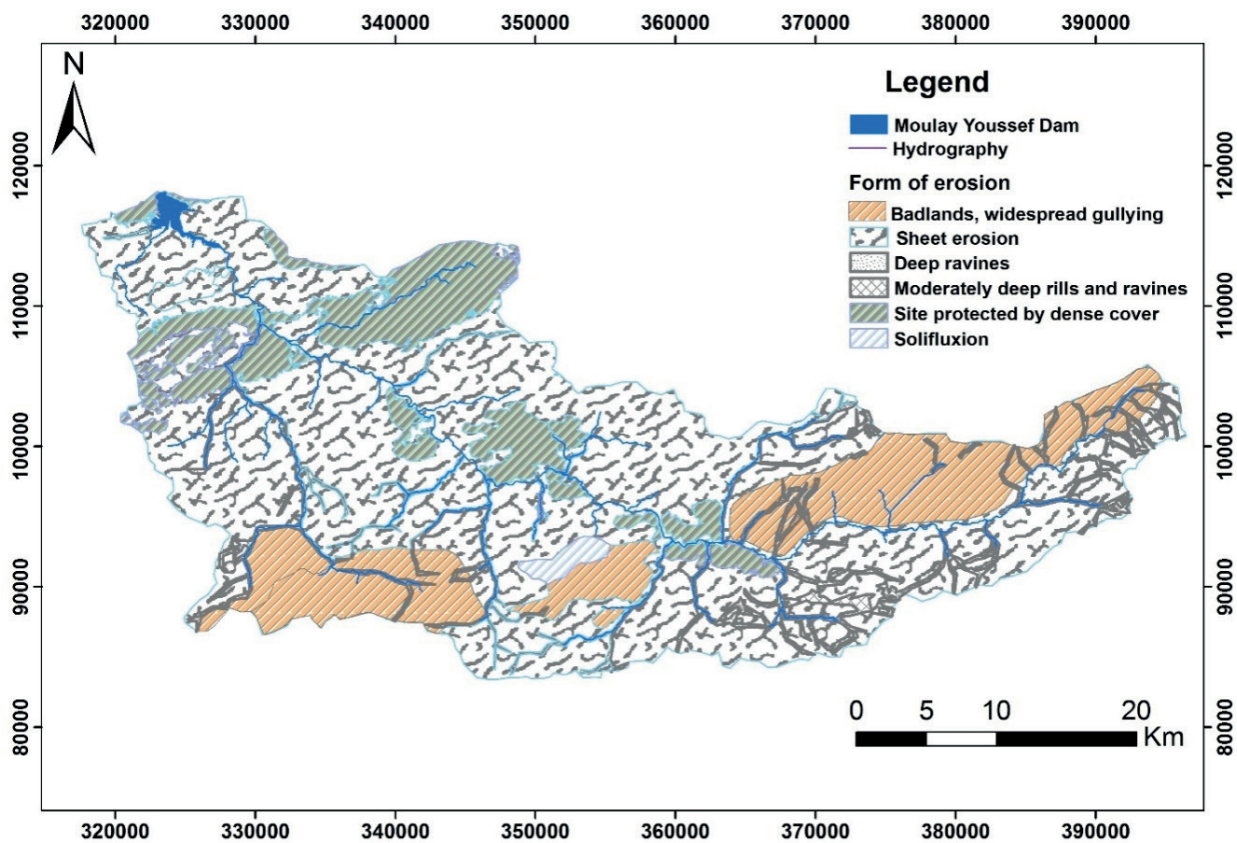 320000 330000 340000 350000 360000 370000 380000 390000
N
Legend
Moulay Youssef Dam
Hydrography
Form of erosion
Badlands, widespread gullying
Sheet erosion
Deep ravines
Moderately deep rills and ravines
Site protected by dense cover
Solifluxion
120000 120000
110000 110000
100000 100000
90000 90000
80000 80000
0 5 10 20
Km
320000 330000 340000 350000 360000 370000 380000 390000